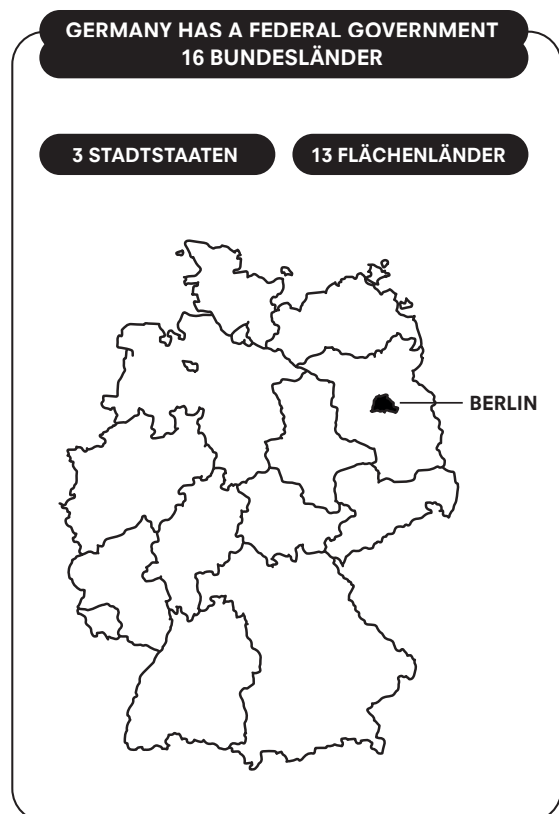 GERMANY HAS A FEDERAL GOVERNMENT
16 BUNDESLÄNDER
3 STADTSTAATEN
13 FLÄCHENLÄNDER
BERLIN